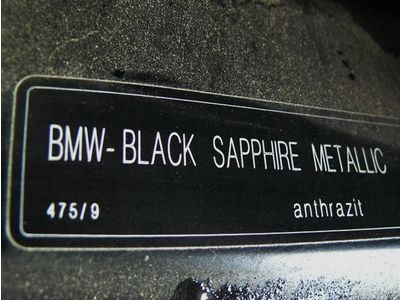 BMW-BLACK SAPPHIRE METALLIC
475/9 anthrazit